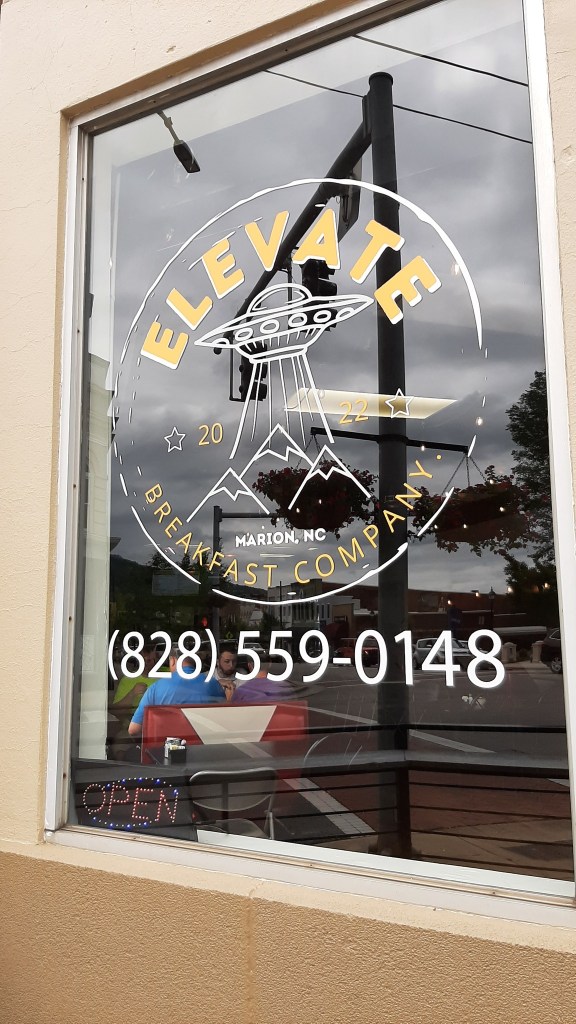 ELEVATE
20 22
MARION, NC
BREAKFAST COMPANY.
(828) 559-0148
OPEN